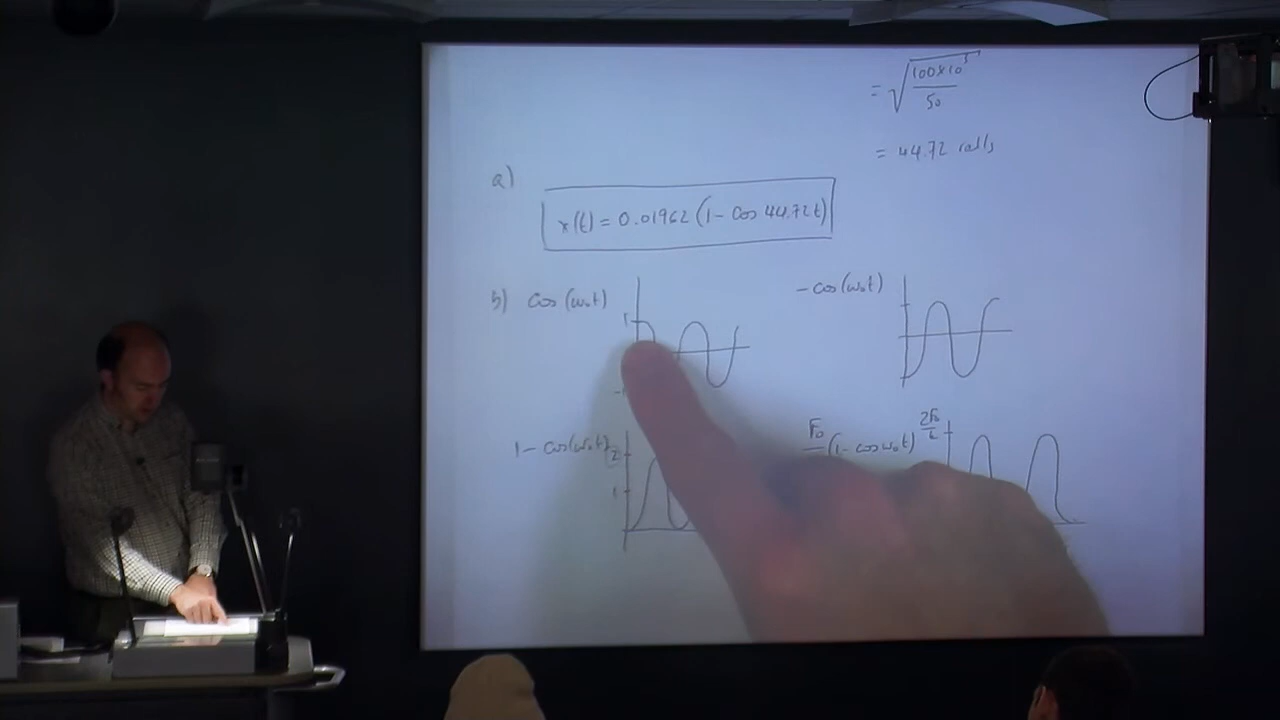 = √(100×10³/50)
= 44.72 rad/s
a)
x(t) = 0.01962 (1 - Cos 44.72t)
b) Cos (ω₀t)
1
-1
- Cos (ω₀t)
1 - Cos(ω₀t)
2
1
F₀ (1 - cos ω₀t)
2F₀